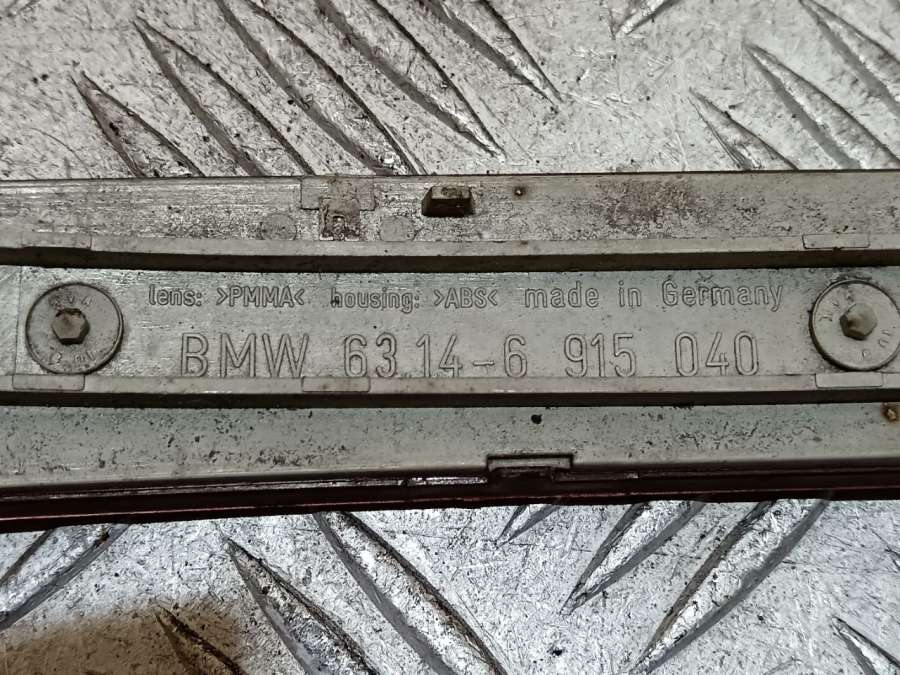 lens: >PMMA< housing: >ABS< made in Germany
BMW 63.14-6 915 040